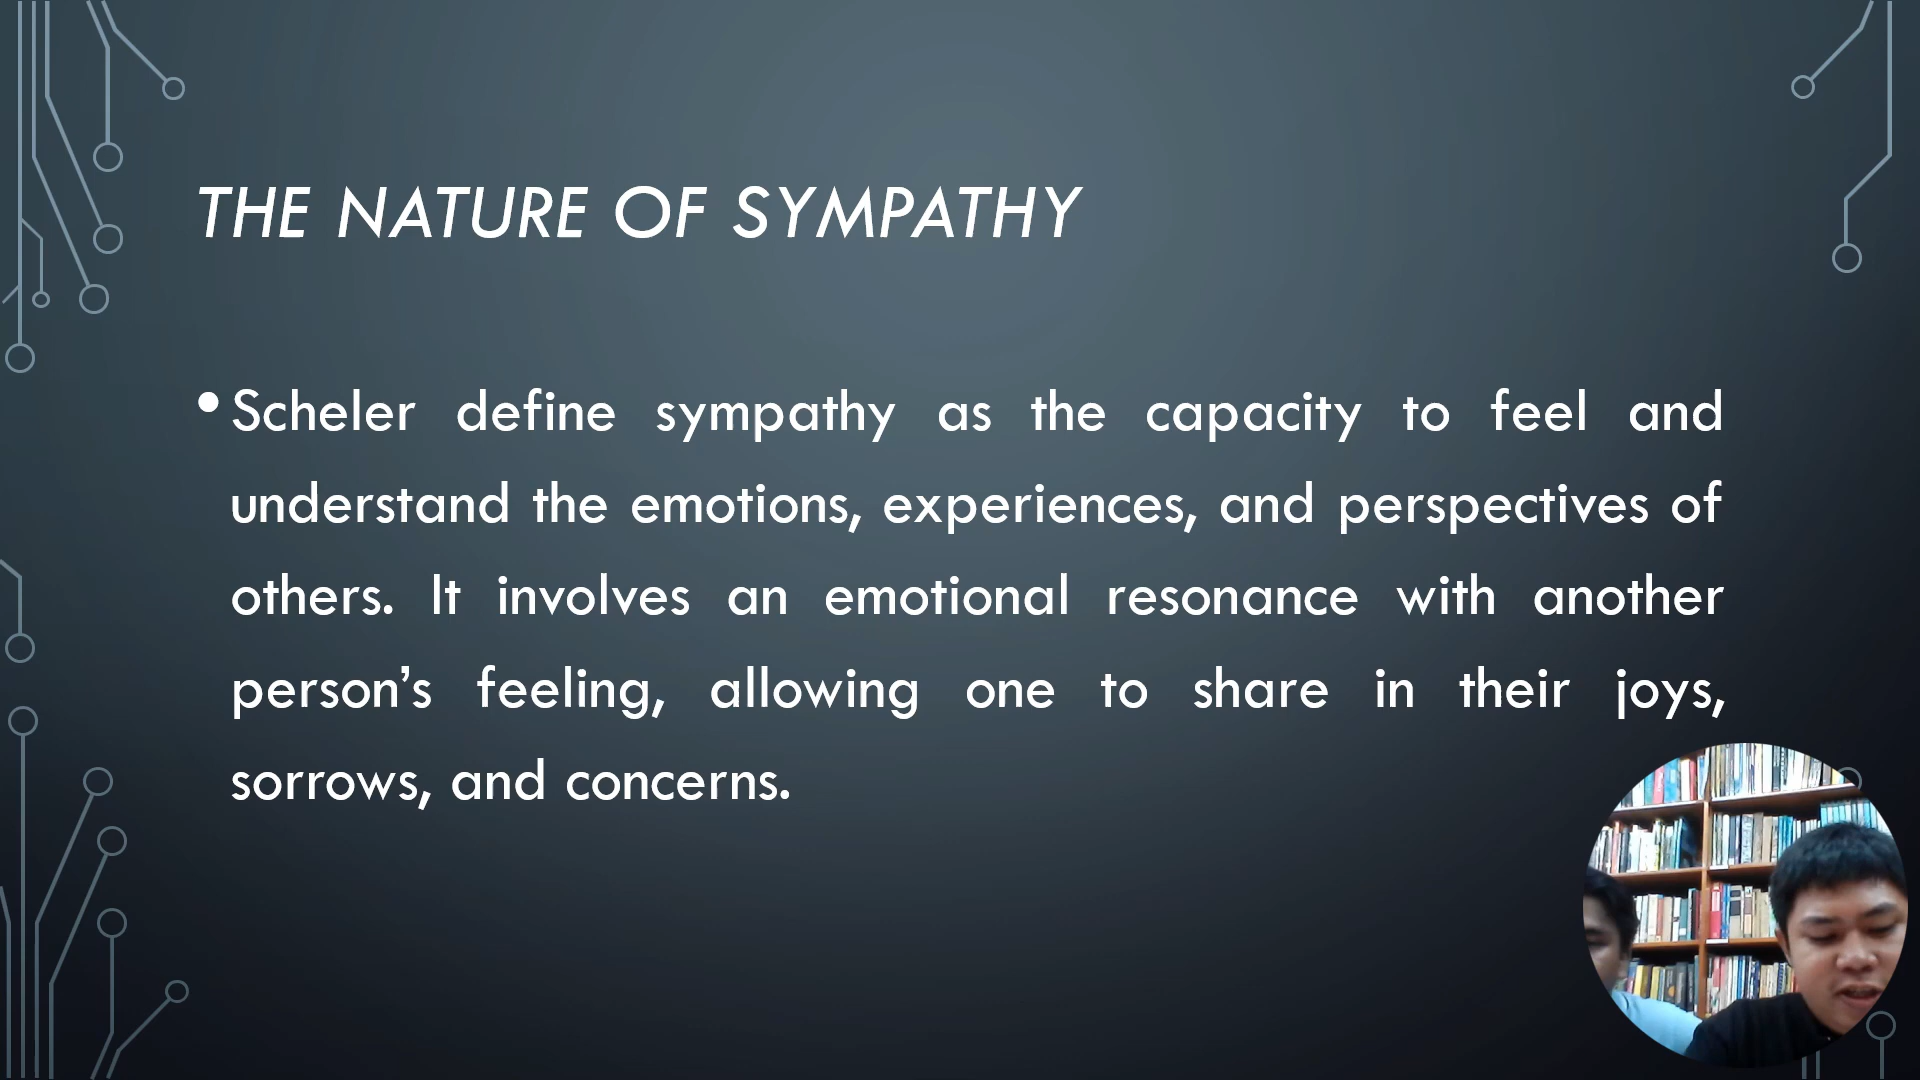 THE NATURE OF SYMPATHY
• Scheler define sympathy as the capacity to feel and
understand the emotions, experiences, and perspectives of
others. It involves an emotional resonance with another
person’s feeling, allowing one to share in their joys,
sorrows, and concerns.